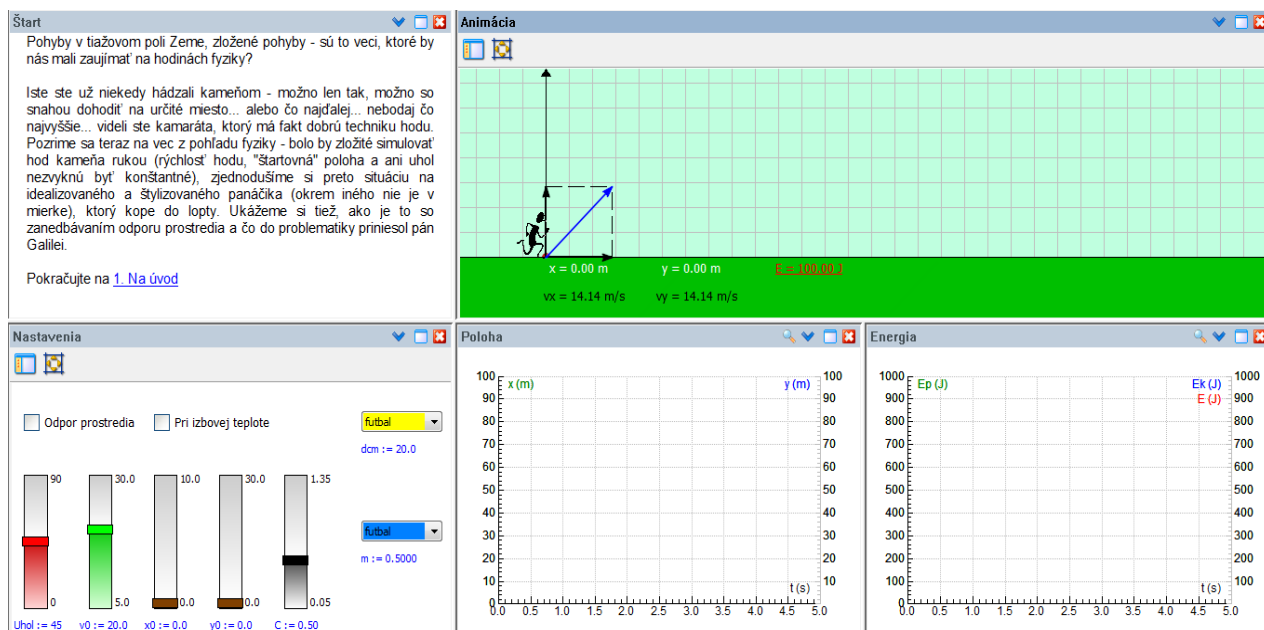 Štart
Pohyby v tiažovom poli Zeme, zložené pohyby - sú to veci, ktoré by
nás mali zaujímať na hodinách fyziky?
Iste ste už niekedy hádzali kameňom - možno len tak, možno so
snahou dohodiť na určité miesto... alebo čo najďalej... nebodaj čo
najvyššie... videli ste kamaráta, ktorý má fakt dobrú techniku hodu.
Pozrime sa teraz na vec z pohľadu fyziky - bolo by zložité simulovať
hod kameňa rukou (rýchlosť hodu, "štartovná" poloha a ani uhol
nezvyknú byť konštantné), zjednodušíme si preto situáciu na
idealizovaného a štylizovaného panáčika (okrem iného nie je v
mierke), ktorý kope do lopty. Ukážeme si tiež, ako je to so
zanedbávaním odporu prostredia a čo do problematiky priniesol pán
Galilei.
Pokračujte na 1. Na úvod
Animácia
x = 0.00 m y = 0.00 m E = 100.00 J
vx = 14.14 m/s vy = 14.14 m/s
Nastavenia
Odpor prostredia Pri izbovej teplote futbal
dcm := 20.0
90 30.0 10.0 30.0 1.35
futbal
m := 0.5000
0 5.0 0.0 0.0 0.05
Uhol := 45 v0 := 20.0 x0 := 0.0 y0 := 0.0 C := 0.50
Poloha
100 x (m) y (m) 100
90 90
80 80
70 70
60 60
50 50
40 40
30 30
20 20
10 t (s) 10
0
0.0 0.5 1.0 1.5 2.0 2.5 3.0 3.5 4.0 4.5 5.0
Energia
1000 Ep (J) Ek (J) 1000
900 E (J) 900
800 800
700 700
600 600
500 500
400 400
300 300
200 200
100 t (s) 100
0
0.0 0.5 1.0 1.5 2.0 2.5 3.0 3.5 4.0 4.5 5.0